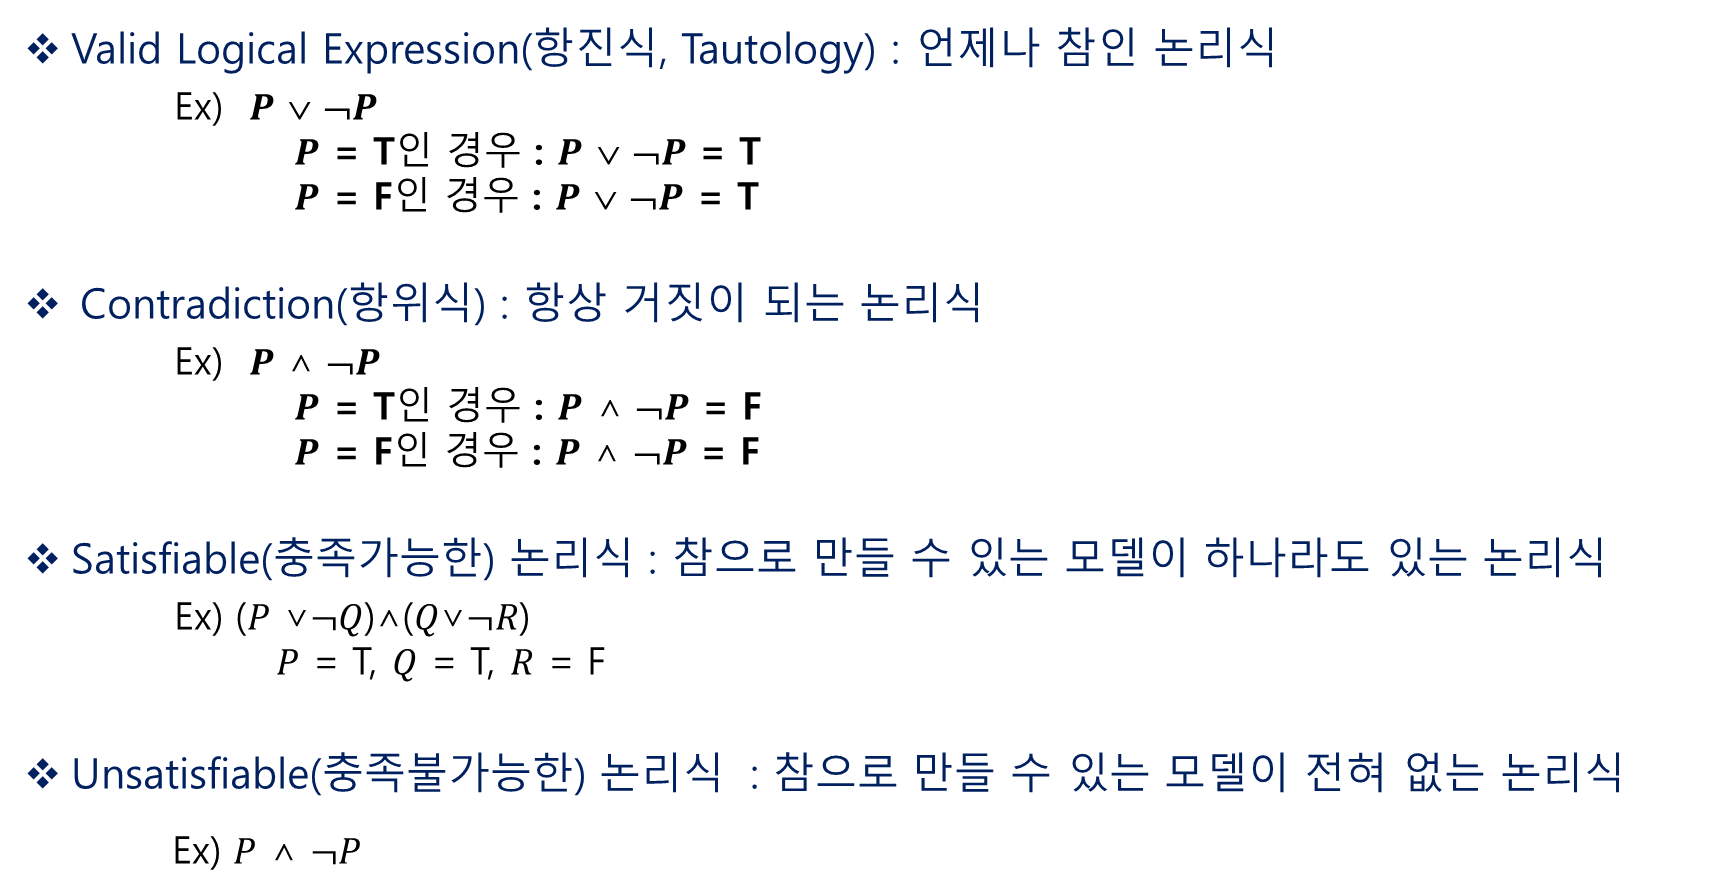 ❖ Valid Logical Expression(항진식, Tautology) : 언제나 참인 논리식
Ex) P ∨ ¬P
P = T인 경우 : P ∨ ¬P = T
P = F인 경우 : P ∨ ¬P = T
❖ Contradiction(항위식) : 항상 거짓이 되는 논리식
Ex) P ∧ ¬P
P = T인 경우 : P ∧ ¬P = F
P = F인 경우 : P ∧ ¬P = F
❖ Satisfiable(충족가능한) 논리식 : 참으로 만들 수 있는 모델이 하나라도 있는 논리식
Ex) (P ∨¬Q)∧(Q∨¬R)
P = T, Q = T, R = F
❖ Unsatisfiable(충족불가능한) 논리식 : 참으로 만들 수 있는 모델이 전혀 없는 논리식
Ex) P ∧ ¬P